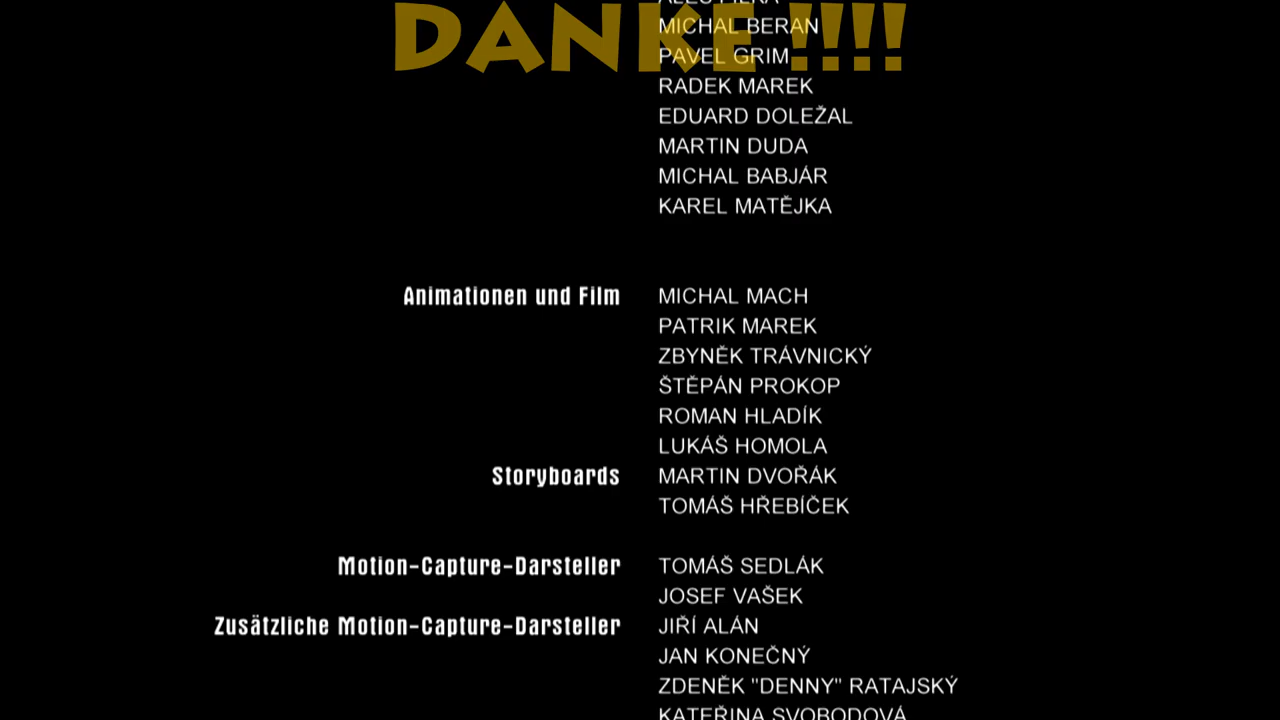 DANKE!!!!
MICHAL BERAN
PAVEL GRIM
RADEK MAREK
EDUARD DOLEŽAL
MARTIN DUDA
MICHAL BABJÁR
KAREL MATĚJKA
Animationen und Film MICHAL MACH
PATRIK MAREK
ZBYNĚK TRÁVNICKÝ
ŠTĚPÁN PROKOP
ROMAN HLADÍK
LUKÁŠ HOMOLA
Storyboards MARTIN DVOŘÁK
TOMÁŠ HŘEBÍČEK
Motion-Capture-Darsteller TOMÁŠ SEDLÁK
JOSEF VAŠEK
Zusätzliche Motion-Capture-Darsteller JIŘÍ ALÁN
JAN KONEČNÝ
ZDENĚK "DENNY" RATAJSKÝ
KATEŘINA SVOBODOVÁ